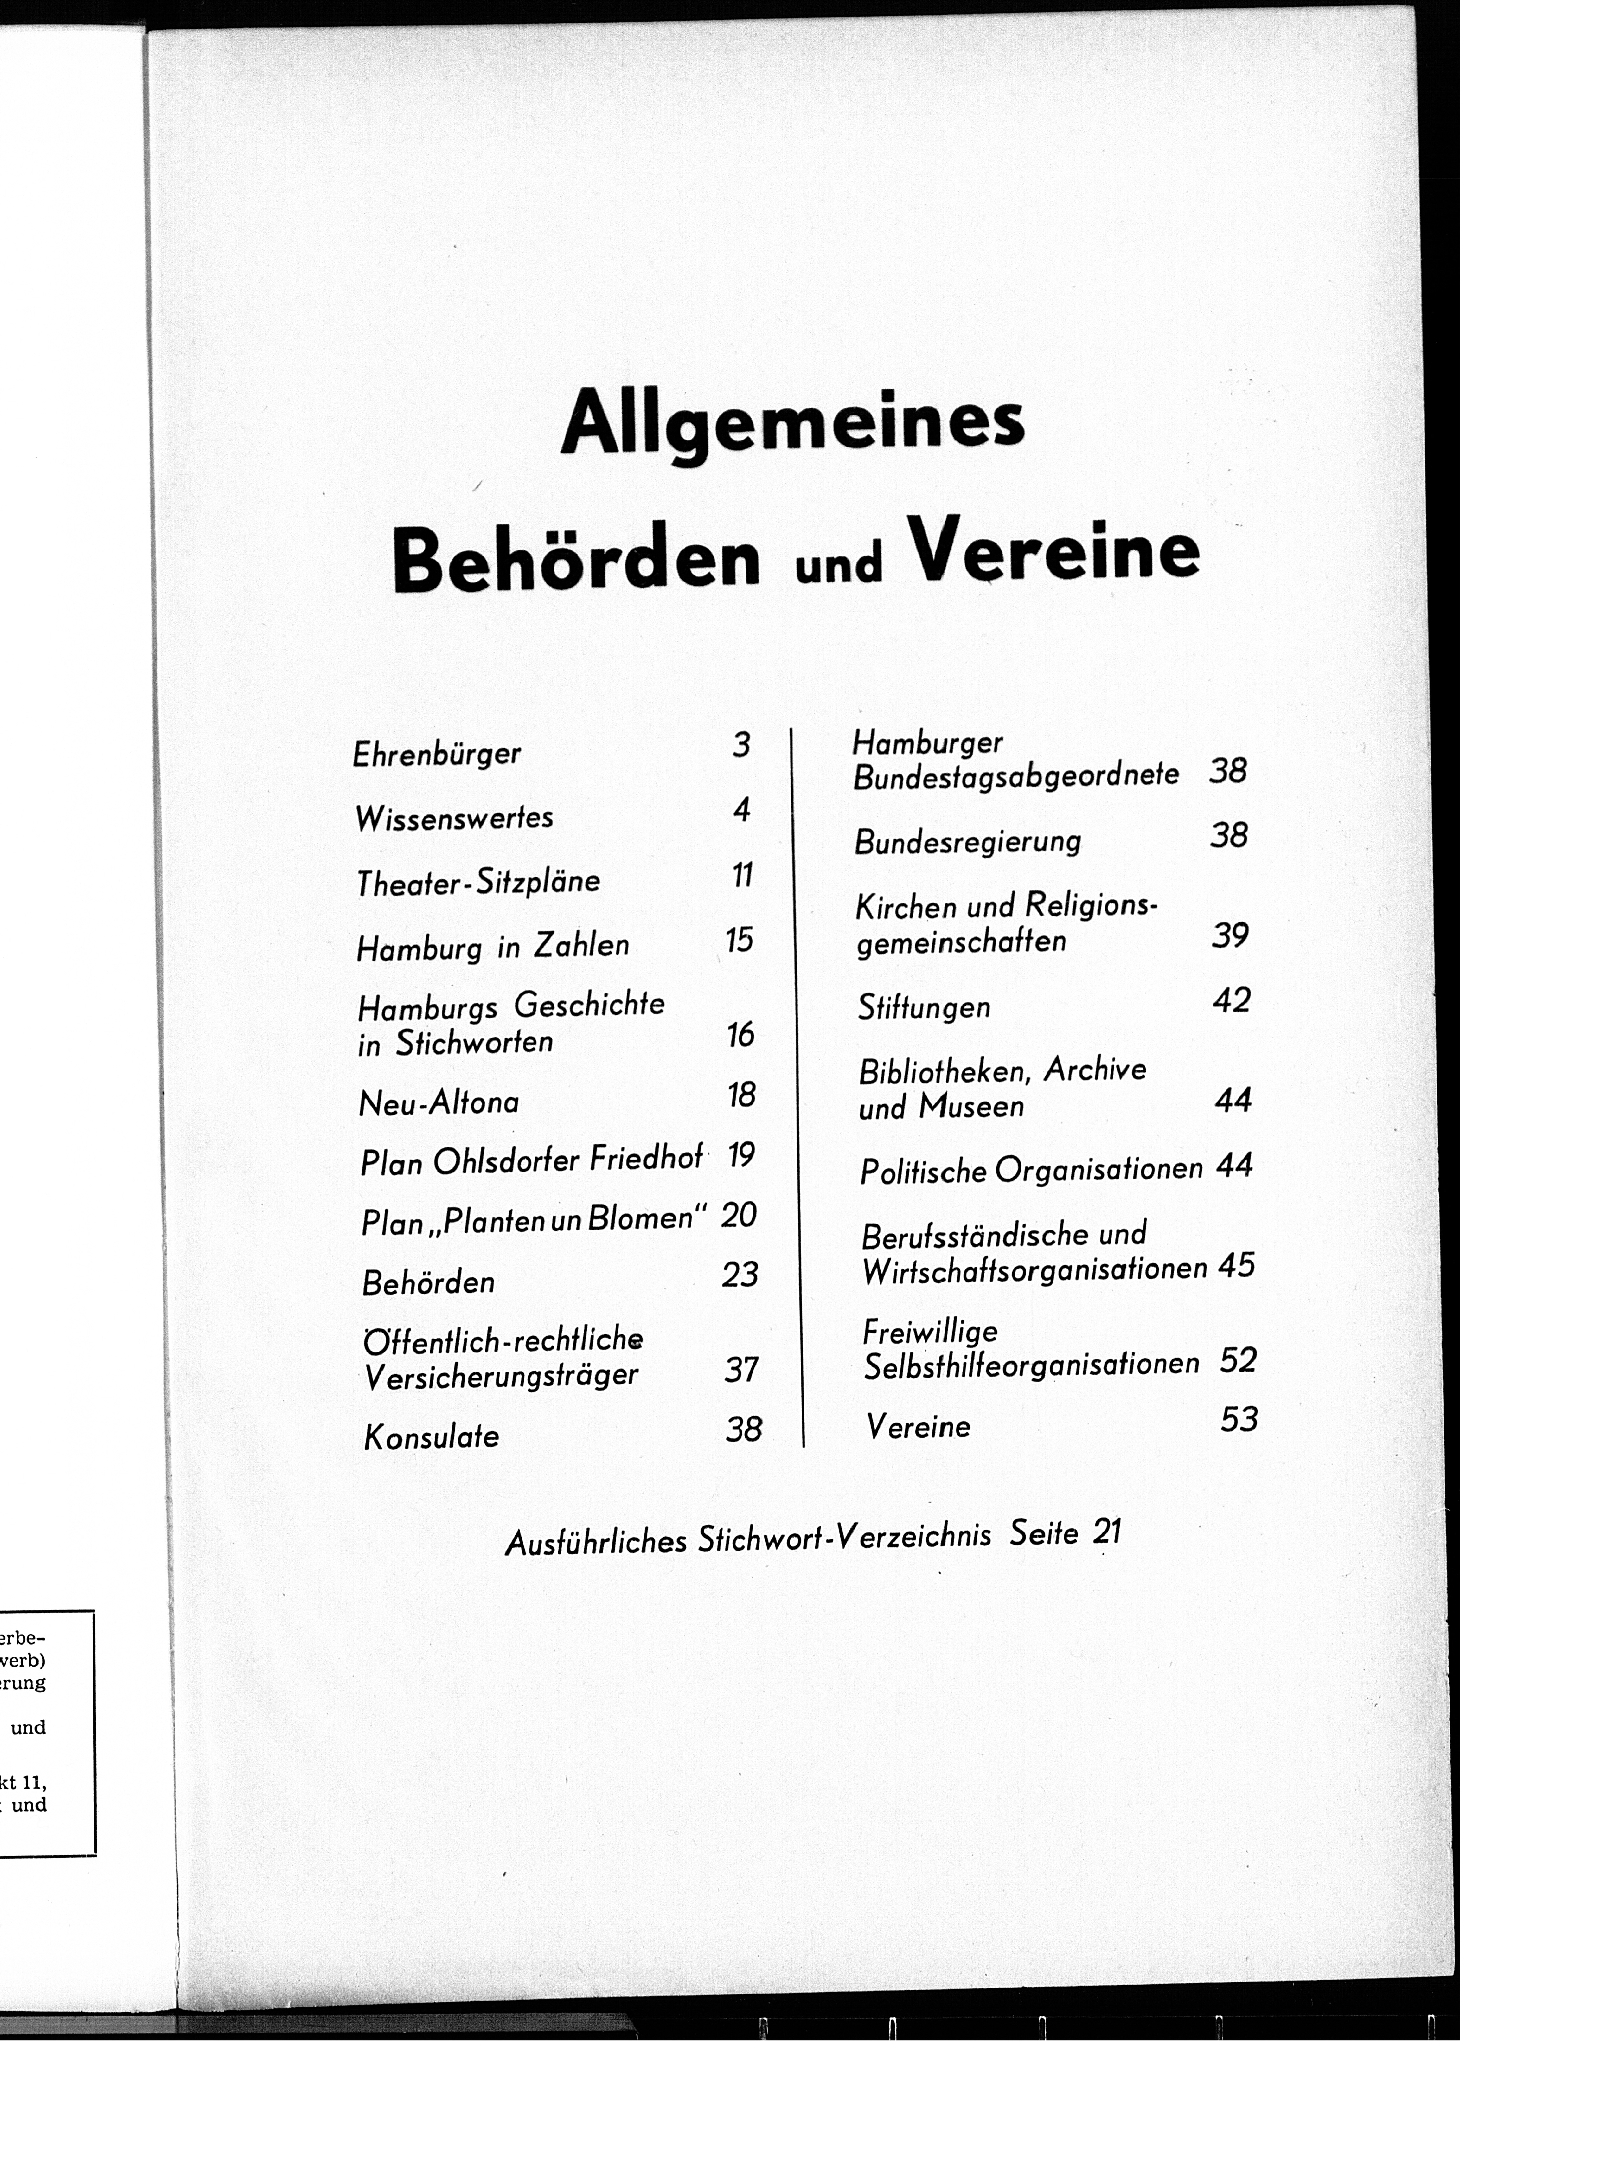 Allgemeines
Behörden und Vereine
Ehrenbürger 3
Wissenswertes 4
Theater-Sitzpläne 11
Hamburg in Zahlen 15
Hamburgs Geschichte
in Stichworten 16
Neu-Altona 18
Plan Ohlsdorfer Friedhof 19
Plan „Planten un Blomen“ 20
Behörden 23
Öffentlich-rechtliche
Versicherungsträger 37
Konsulate 38
Hamburger
Bundestagsabgeordnete 38
Bundesregierung 38
Kirchen und Religions-
gemeinschaften 39
Stiftungen 42
Bibliotheken, Archive
und Museen 44
Politische Organisationen 44
Berufsständische und
Wirtschaftsorganisationen 45
Freiwillige
Selbsthilfeorganisationen 52
Vereine 53
Ausführliches Stichwort-Verzeichnis Seite 21
erbe-
werb)
erung
und
kt 11,
und